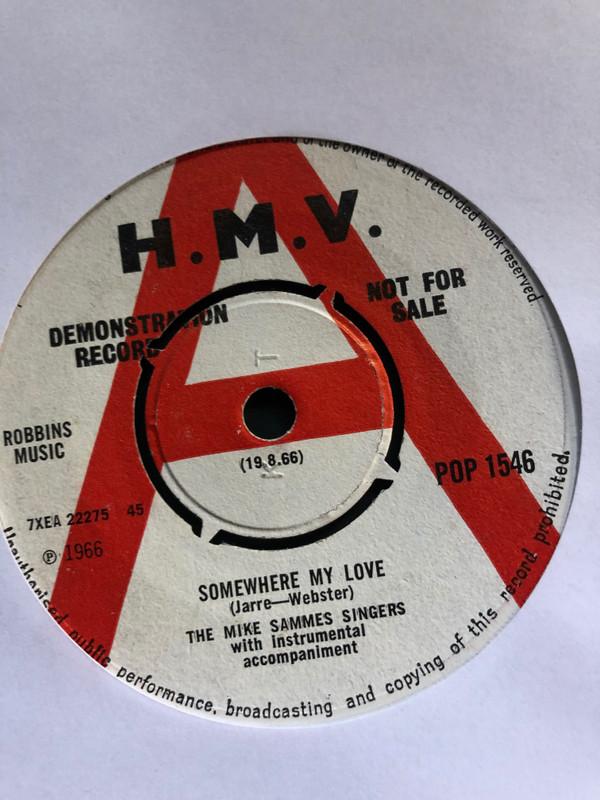 of the owner of the recorded work reserved.
H.M.V.
DEMONSTRATION
RECORD
NOT FOR
SALE
T
ROBBINS
MUSIC
(19.8.66)
K
POP 1546
7XEA 22275 45
Ⓟ 1966
SOMEWHERE MY LOVE
(Jarre—Webster)
THE MIKE SAMMES SINGERS
with instrumental
accompaniment
Unauthorised public performance, broadcasting and copying of this record prohibited.
A